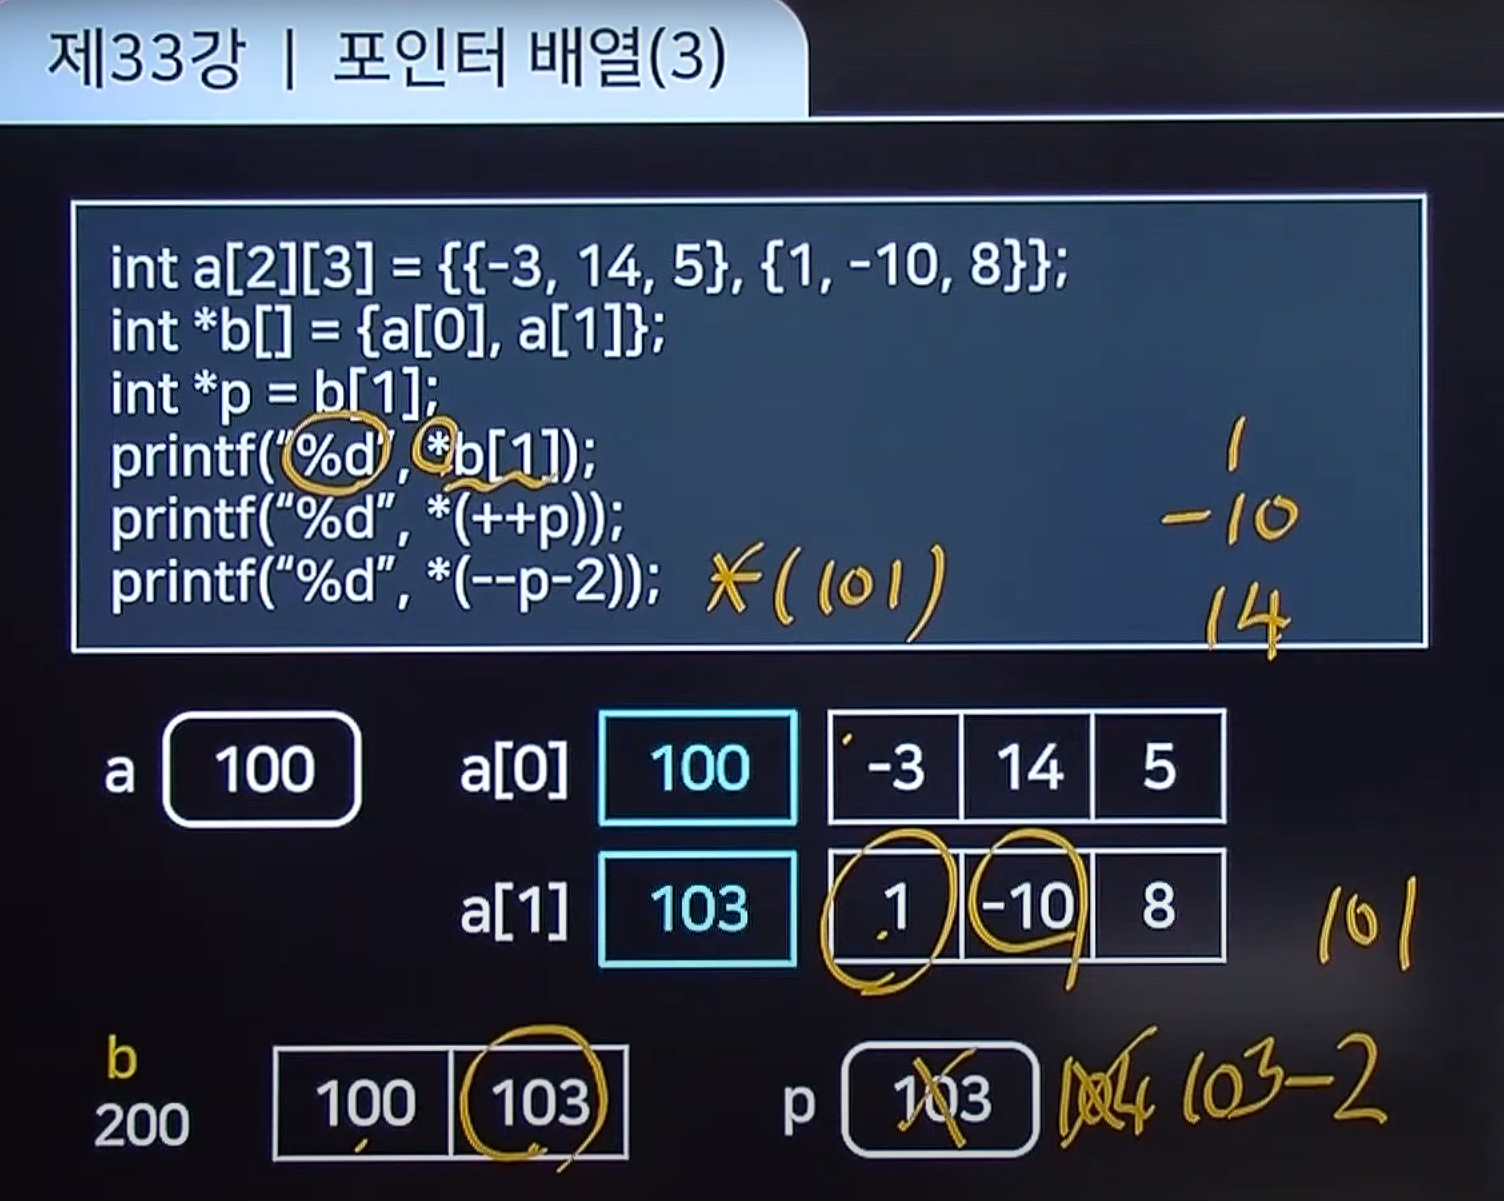 제33강 | 포인터 배열(3)
int a[2][3] = {{-3, 14, 5}, {1, -10, 8}};
int *b[] = {a[0], a[1]};
int *p = b[1];
printf("%d", *b[1]);
1
printf("%d", *(++p));
-10
printf("%d", *(--p-2)); *(101)
14
a 100 a[0] 100 -3 14 5
a[1] 103 1 -10 8 101
b
200 100 103 p 103 104 103-2